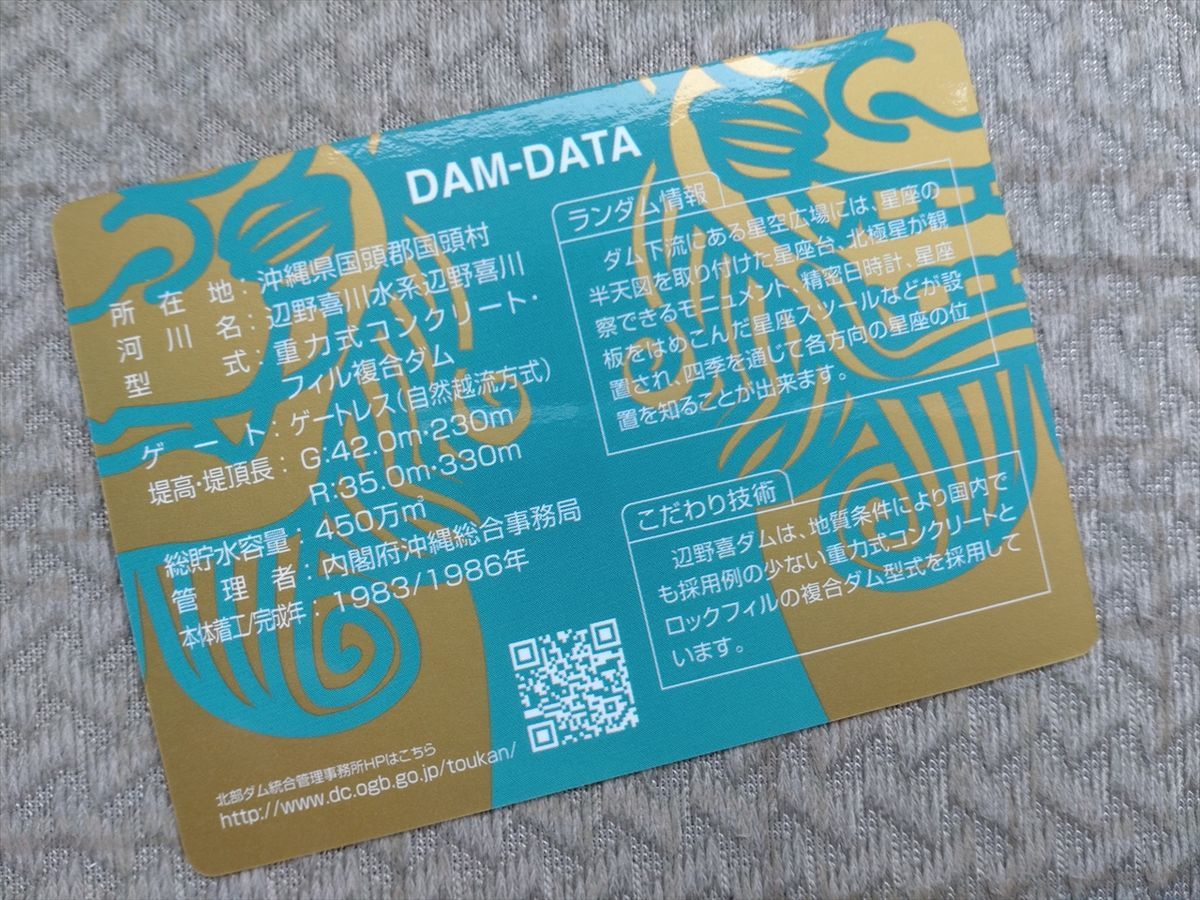 DAM-DATA
所在地：沖縄県国頭郡国頭村
河川名：辺野喜川水系辺野喜川
型式：重力式コンクリート・
フィル複合ダム
ゲート：ゲートレス（自然越流方式）
堤高・堤頂長：G:42.0m・230m
R:35.0m・330m
総貯水容量：450万㎥
管理者：内閣府沖縄総合事務局
本体着工/完成年：1983/1986年
北部ダム統合管理事務所HPはこちら
http://www.dc.ogb.go.jp/toukan/
ランダム情報
ダム下流にある星空広場には、星座の
半天図を取り付けた星座台、北極星が観
察できるモニュメント、精密日時計、星座
板をはめこんだ星座スツールなどが設
置され、四季を通じて各方向の星座の位
置を知ることが出来ます。
こだわり技術
辺野喜ダムは、地質条件により国内で
も採用例の少ない重力式コンクリートと
ロックフィルの複合ダム型式を採用して
います。